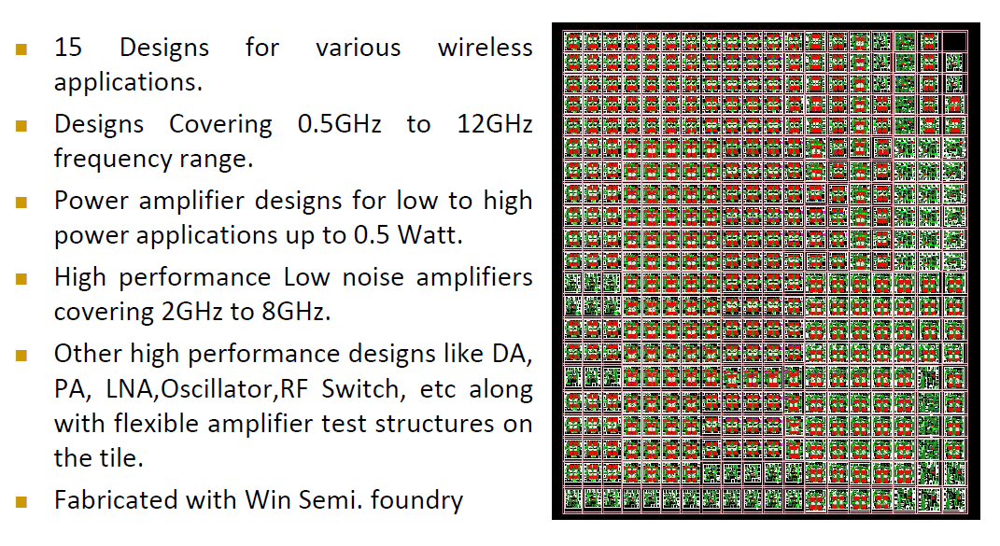 15 Designs for various wireless
applications.
Designs Covering 0.5GHz to 12GHz
frequency range.
Power amplifier designs for low to high
power applications up to 0.5 Watt.
High performance Low noise amplifiers
covering 2GHz to 8GHz.
Other high performance designs like DA,
PA, LNA,Oscillator,RF Switch, etc along
with flexible amplifier test structures on
the tile.
Fabricated with Win Semi. foundry